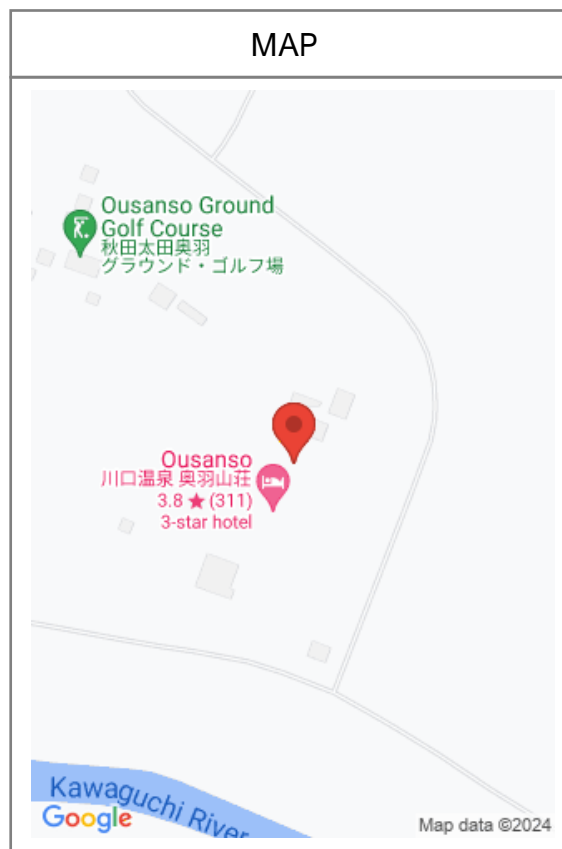 MAP
Ousanso Ground
Golf Course
秋田太田奥羽
グラウンド・ゴルフ場
Ousanso
川口温泉 奥羽山荘
3.8 ★ (311)
3-star hotel
Kawaguchi River
Google
Map data ©2024